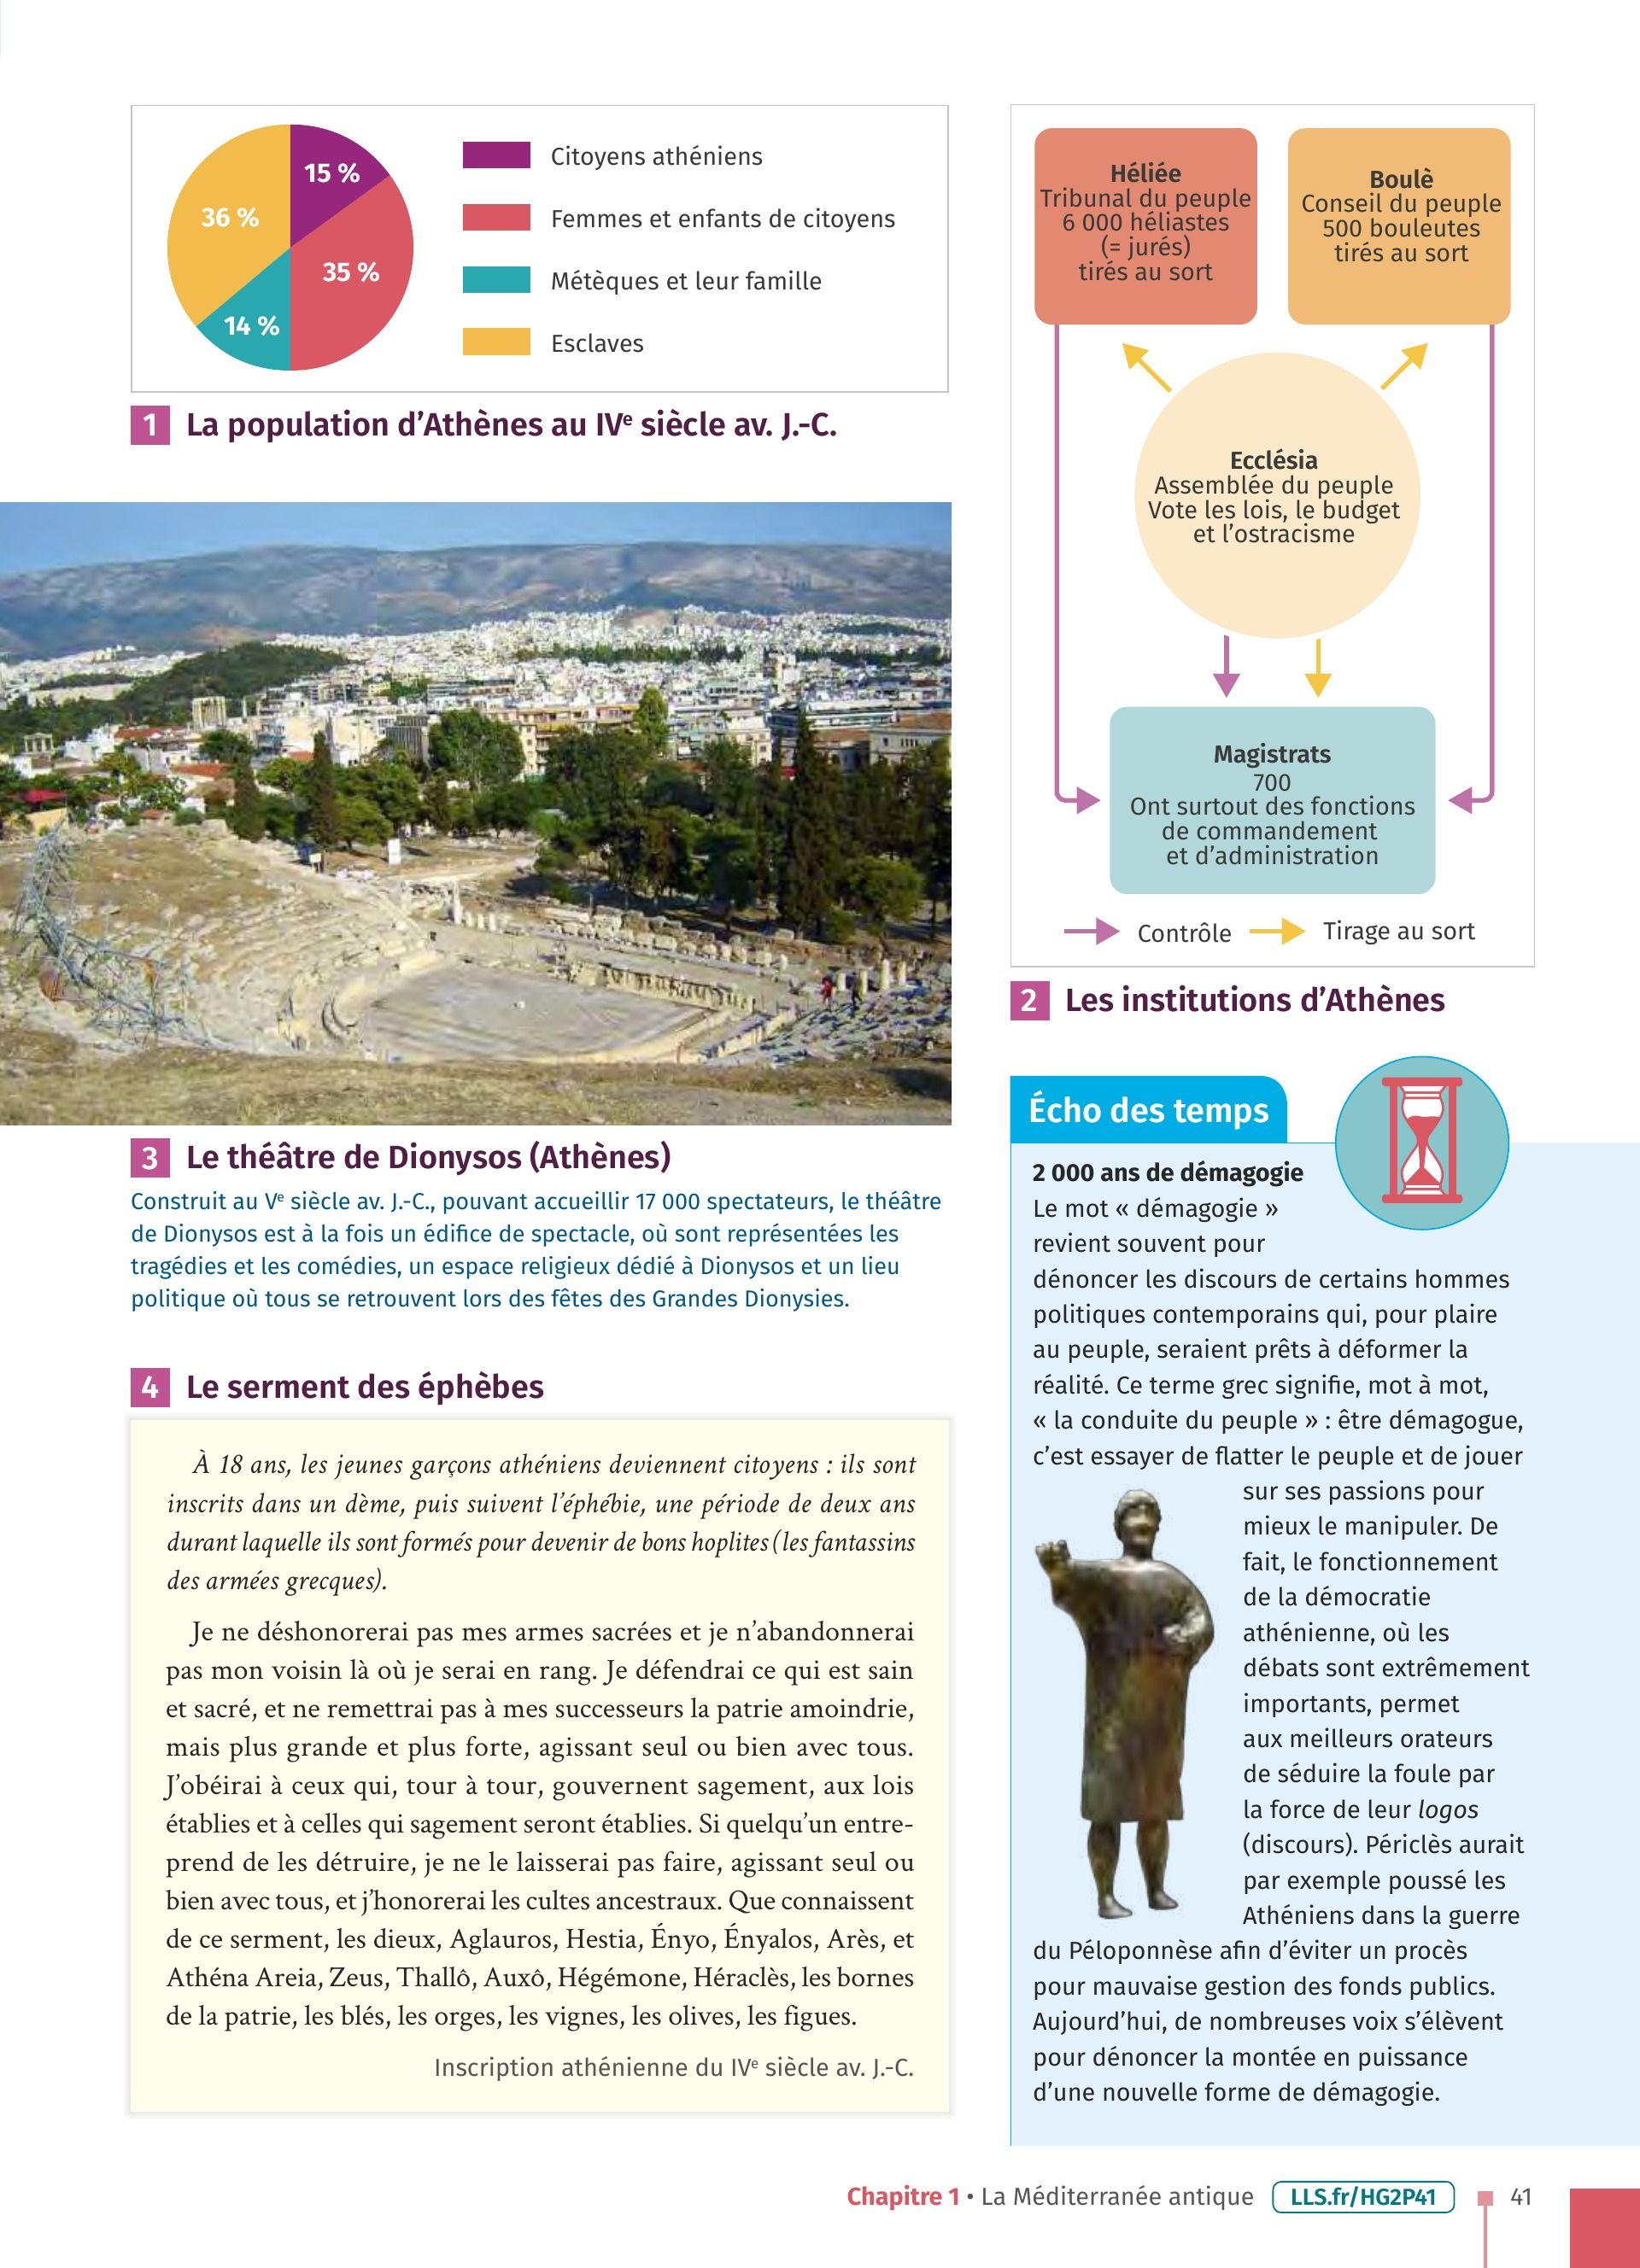 15 %
36 %
35 %
14 %
Citoyens athéniens
Femmes et enfants de citoyens
Métèques et leur famille
Esclaves
1 La population d’Athènes au IVe siècle av. J.-C.
Héliée
Tribunal du peuple
6 000 héliastes
(= jurés)
tirés au sort
Boulè
Conseil du peuple
500 bouleutes
tirés au sort
Ecclésia
Assemblée du peuple
Vote les lois, le budget
et l’ostracisme
Magistrats
700
Ont surtout des fonctions
de commandement
et d’administration
Contrôle
Tirage au sort
2 Les institutions d’Athènes
3 Le théâtre de Dionysos (Athènes)
Construit au Ve siècle av. J.-C., pouvant accueillir 17 000 spectateurs, le théâtre
de Dionysos est à la fois un édifice de spectacle, où sont représentées les
tragédies et les comédies, un espace religieux dédié à Dionysos et un lieu
politique où tous se retrouvent lors des fêtes des Grandes Dionysies.
4 Le serment des éphèbes
À 18 ans, les jeunes garçons athéniens deviennent citoyens : ils sont
inscrits dans un dème, puis suivent l’éphébie, une période de deux ans
durant laquelle ils sont formés pour devenir de bons hoplites (les fantassins
des armées grecques).
Je ne déshonorerai pas mes armes sacrées et je n’abandonnerai
pas mon voisin là où je serai en rang. Je défendrai ce qui est sain
et sacré, et ne remettrai pas à mes successeurs la patrie amoindrie,
mais plus grande et plus forte, agissant seul ou bien avec tous.
J’obéirai à ceux qui, tour à tour, gouvernent sagement, aux lois
établies et à celles qui sagement seront établies. Si quelqu’un entre-
prend de les détruire, je ne le laisserai pas faire, agissant seul ou
bien avec tous, et j’honorerai les cultes ancestraux. Que connaissent
de ce serment, les dieux, Aglauros, Hestia, Ényo, Ényalos, Arès, et
Athéna Areia, Zeus, Thallô, Auxô, Hégémone, Héraclès, les bornes
de la patrie, les blés, les orges, les vignes, les olives, les figues.
Inscription athénienne du IVe siècle av. J.-C.
Écho des temps
2 000 ans de démagogie
Le mot « démagogie »
revient souvent pour
dénoncer les discours de certains hommes
politiques contemporains qui, pour plaire
au peuple, seraient prêts à déformer la
réalité. Ce terme grec signifie, mot à mot,
« la conduite du peuple » : être démagogue,
c’est essayer de flatter le peuple et de jouer
sur ses passions pour
mieux le manipuler. De
fait, le fonctionnement
de la démocratie
athénienne, où les
débats sont extrêmement
importants, permet
aux meilleurs orateurs
de séduire la foule par
la force de leur logos
(discours). Périclès aurait
par exemple poussé les
Athéniens dans la guerre
du Péloponnèse afin d’éviter un procès
pour mauvaise gestion des fonds publics.
Aujourd’hui, de nombreuses voix s’élèvent
pour dénoncer la montée en puissance
d’une nouvelle forme de démagogie.
Chapitre 1 • La Méditerranée antique LLS.fr/HG2P41 41